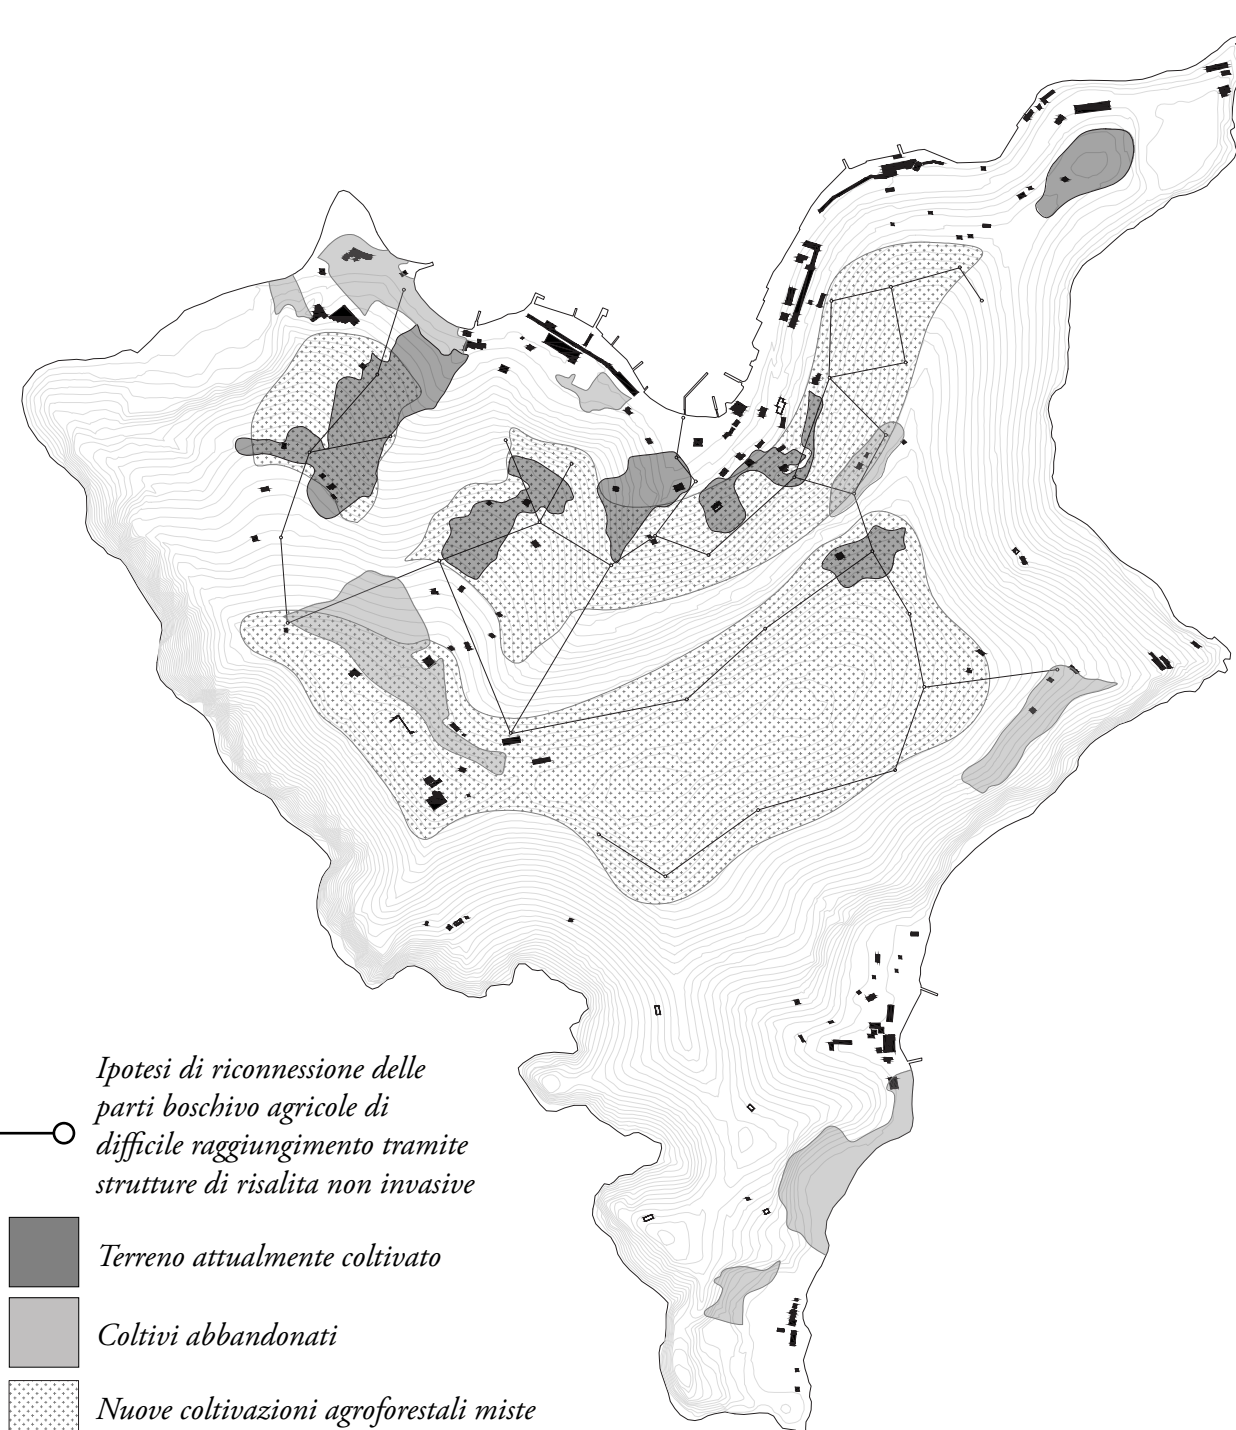 Ipotesi di riconnessione delle
parti boschivo agricole di
difficile raggiungimento tramite
strutture di risalita non invasive
Terreno attualmente coltivato
Coltivi abbandonati
Nuove coltivazioni agroforestali miste